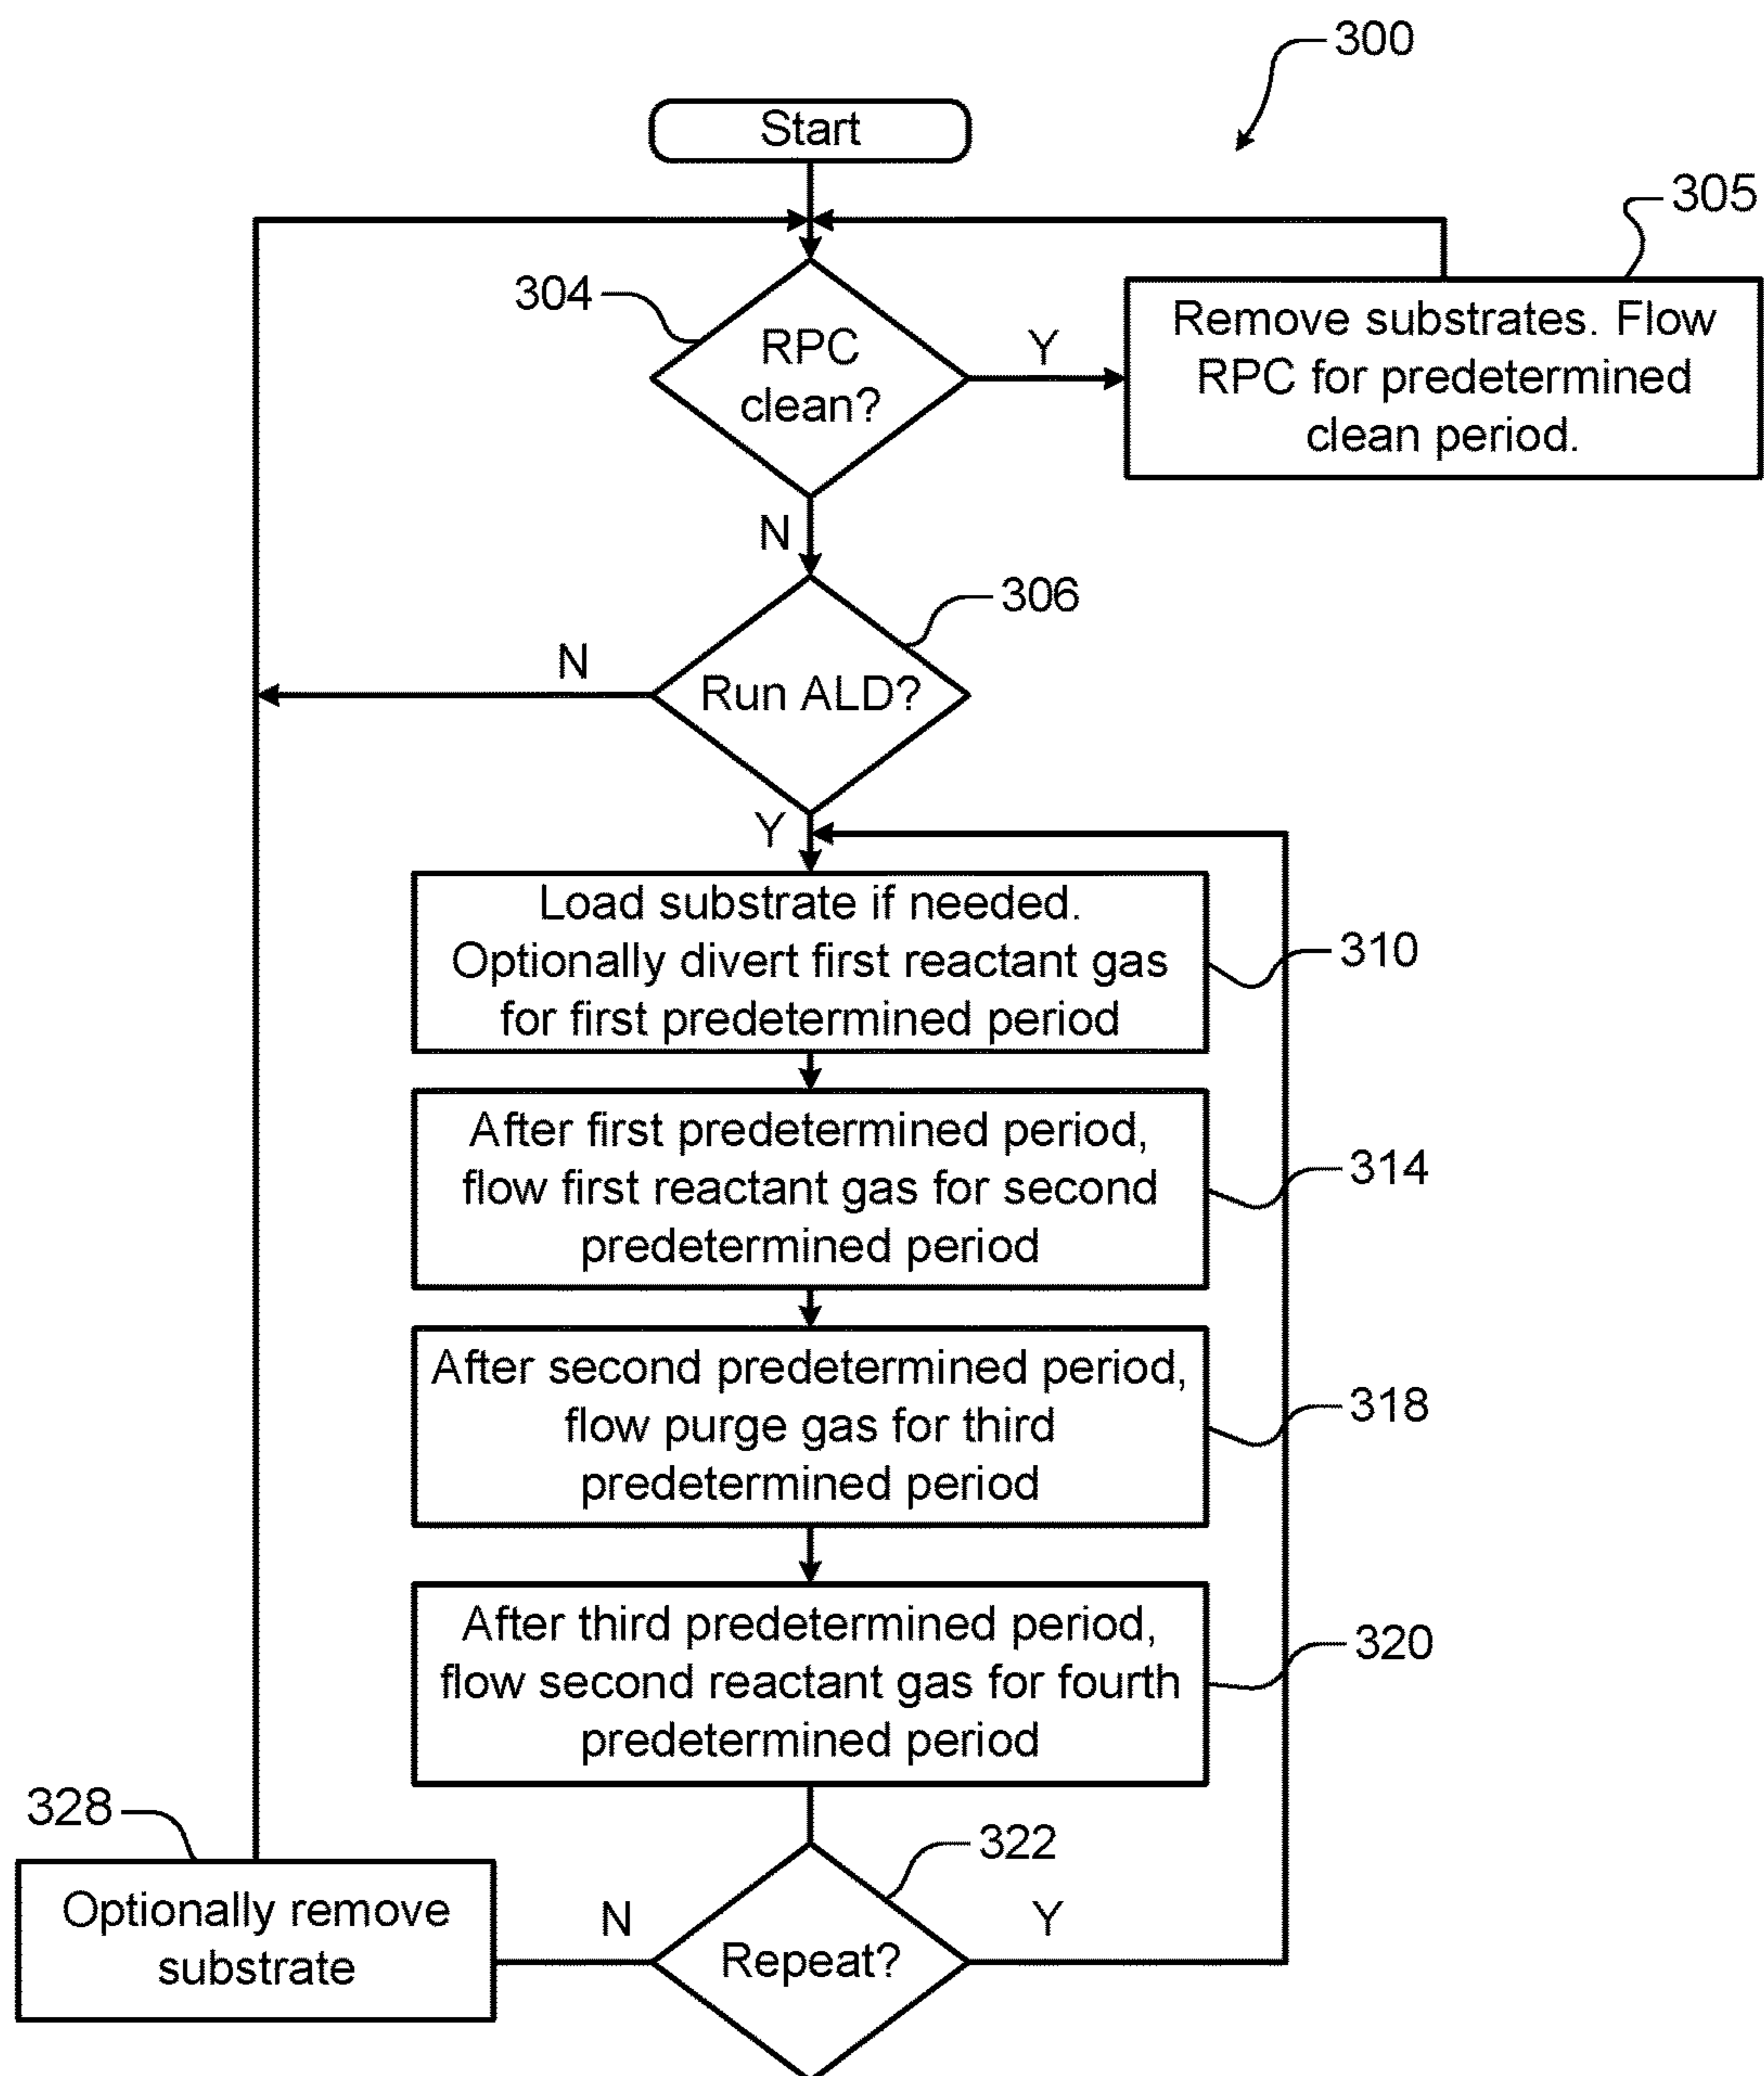 300
Start
305
304
RPC
clean?
Y
Remove substrates. Flow
RPC for predetermined
clean period.
N
306
N
Run ALD?
Y
Load substrate if needed.
Optionally divert first reactant gas
for first predetermined period
310
After first predetermined period,
flow first reactant gas for second
predetermined period
314
After second predetermined period,
flow purge gas for third
predetermined period
318
After third predetermined period,
flow second reactant gas for fourth
predetermined period
320
328
322
Optionally remove
substrate
N
Repeat?
Y